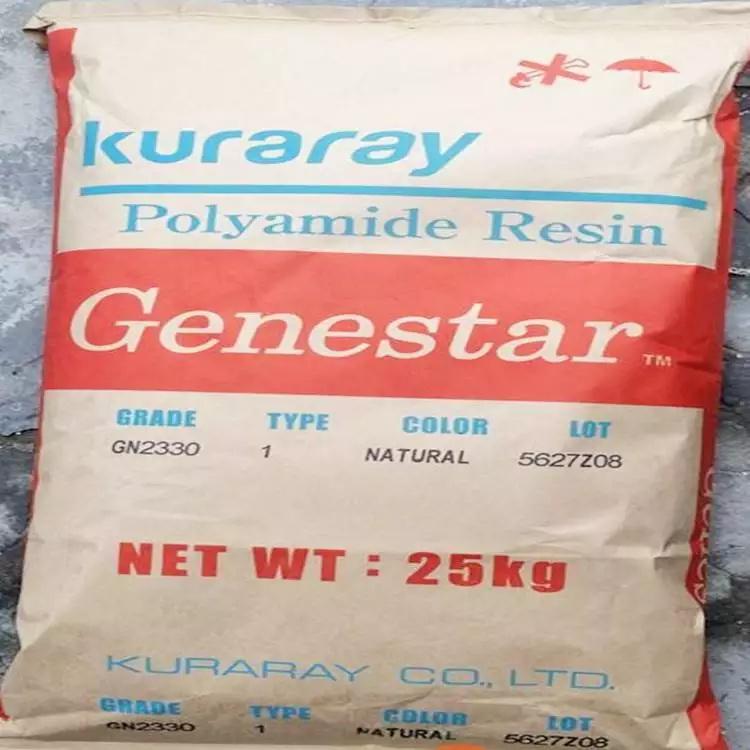 kuraray
Polyamide Resin
Genestar™
GRADE TYPE COLOR LOT
GN2330 1 NATURAL 5627Z08
NET WT : 25kg
KURARAY CO., LTD.
GRADE TYPE COLOR LOT
GN2330 1 NATURAL 5627Z08